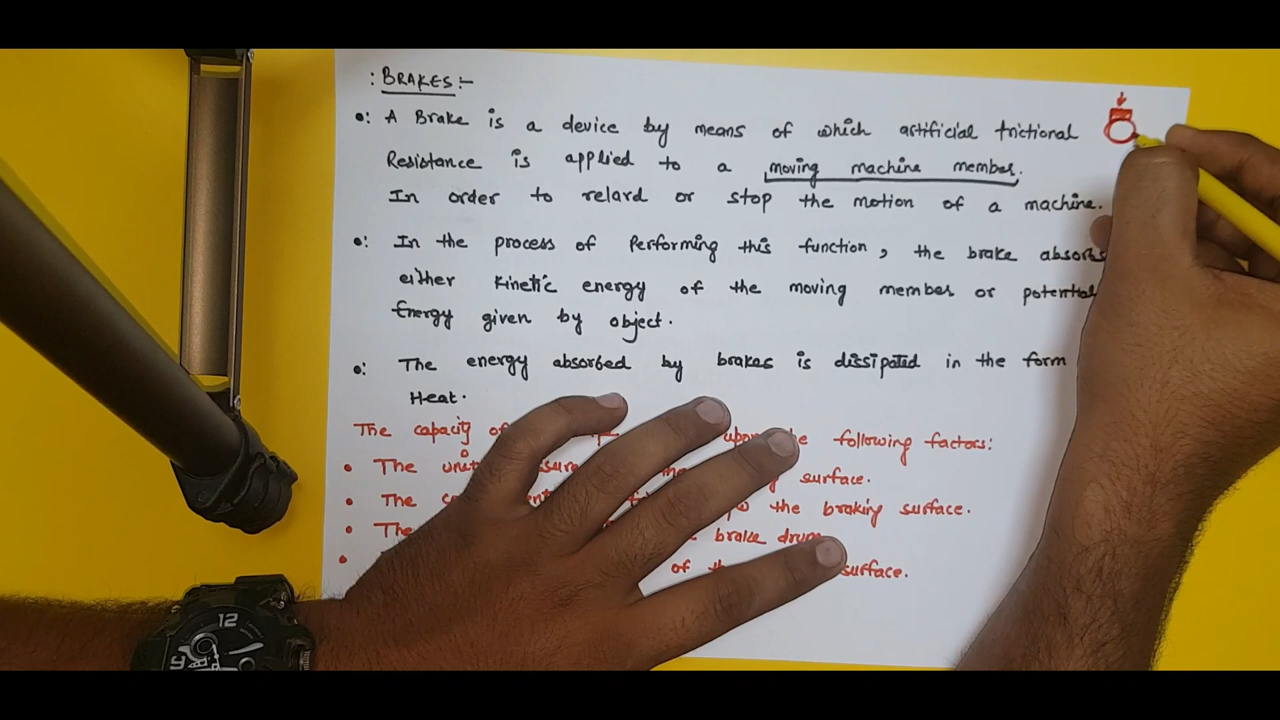 : BRAKES :-
•: A Brake is a device by means of which artificial frictional
Resistance is applied to a moving machine member.
In order to relard or stop the motion of a machine.
•: In the process of Performing this function, the brake absorbs
either kinetic energy of the moving member or potential
Energy given by object.
•: The energy absorbed by brakes is dissipated in the form
Heat.
The capacity of the following factors:
• The unit surface.
• The the braking surface.
• The brake drum
• of surface.
12